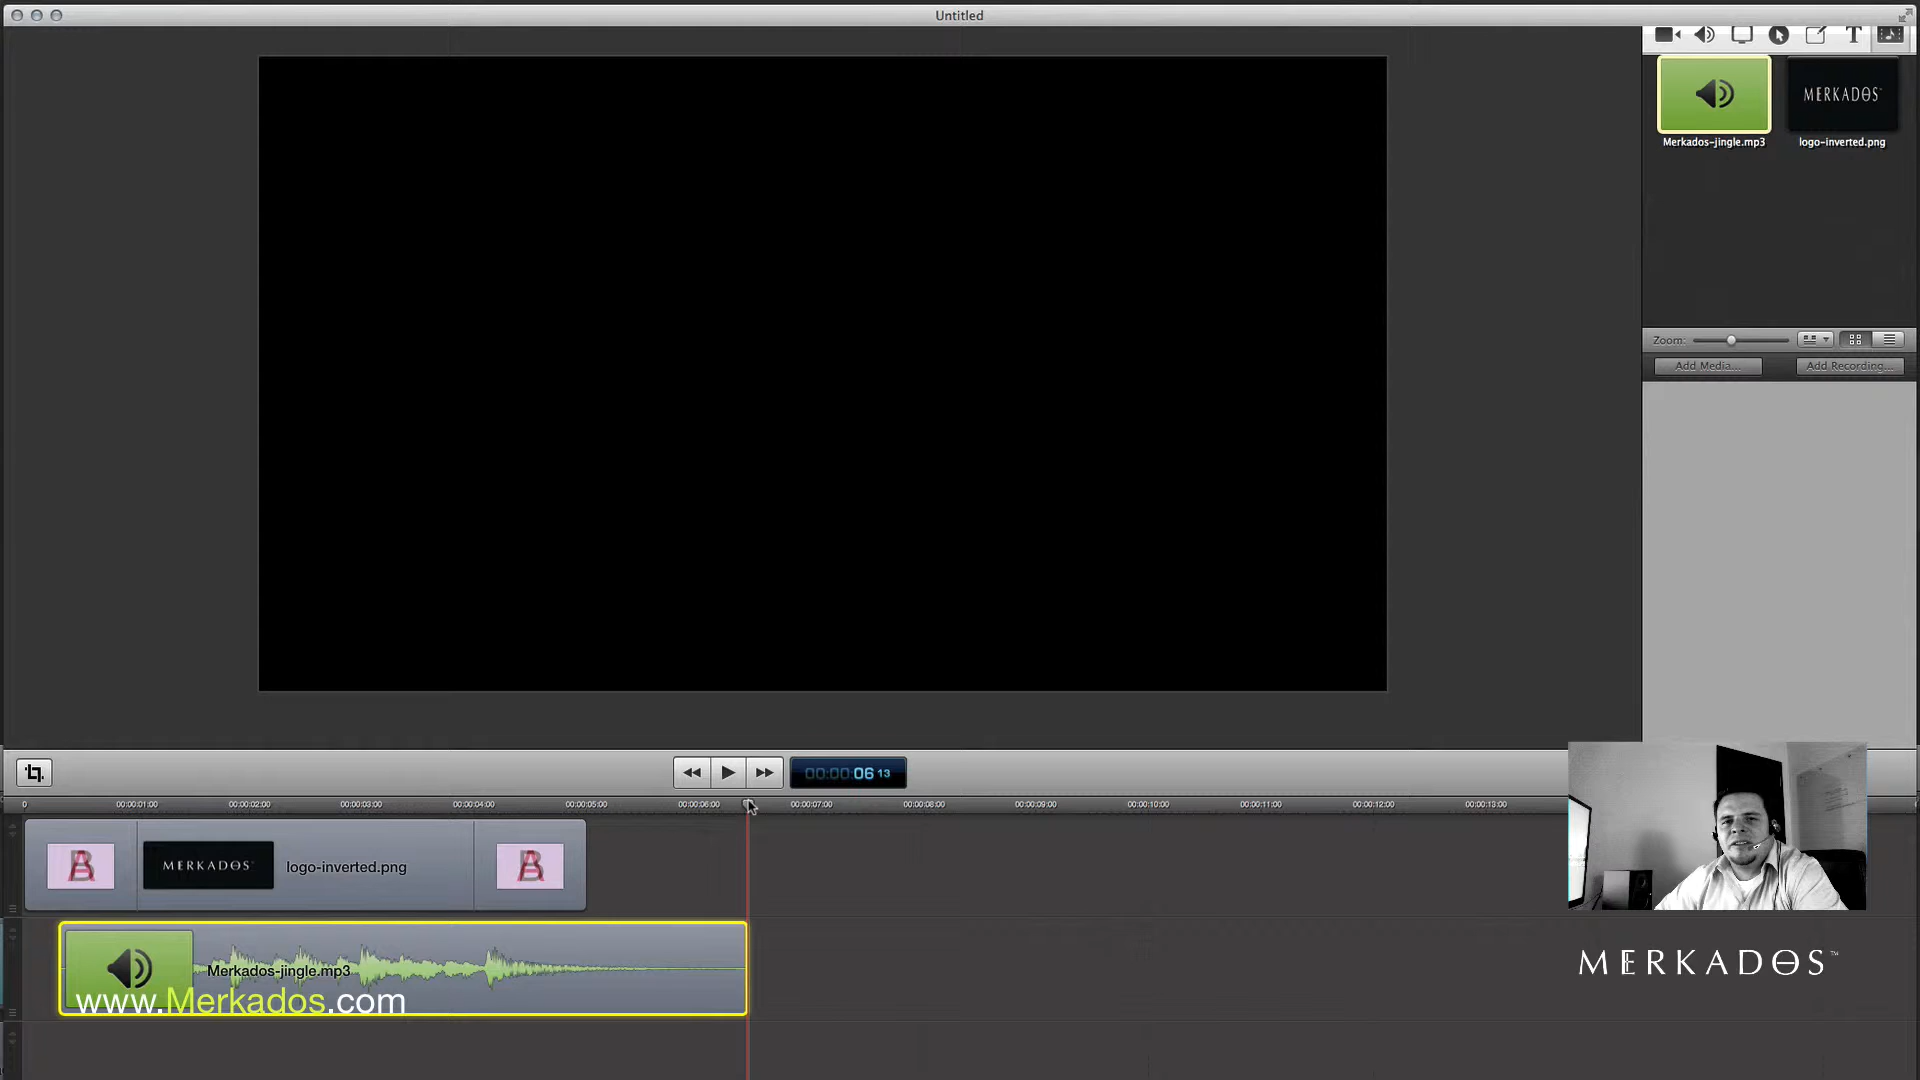 Untitled
T
MERKADOS
Merkados-jingle.mp3
logo-inverted.png
Zoom:
Add Media...
Add Recording...
00:00:06 13
0
00:00:01:00
00:00:02:00
00:00:03:00
00:00:04:00
00:00:05:00
00:00:06:00
00:00:07:00
00:00:08:00
00:00:09:00
00:00:10:00
00:00:11:00
00:00:12:00
00:00:13:00
MERKADOS
logo-inverted.png
Merkados-jingle.mp3
www.Merkados.com
MERKADOS™